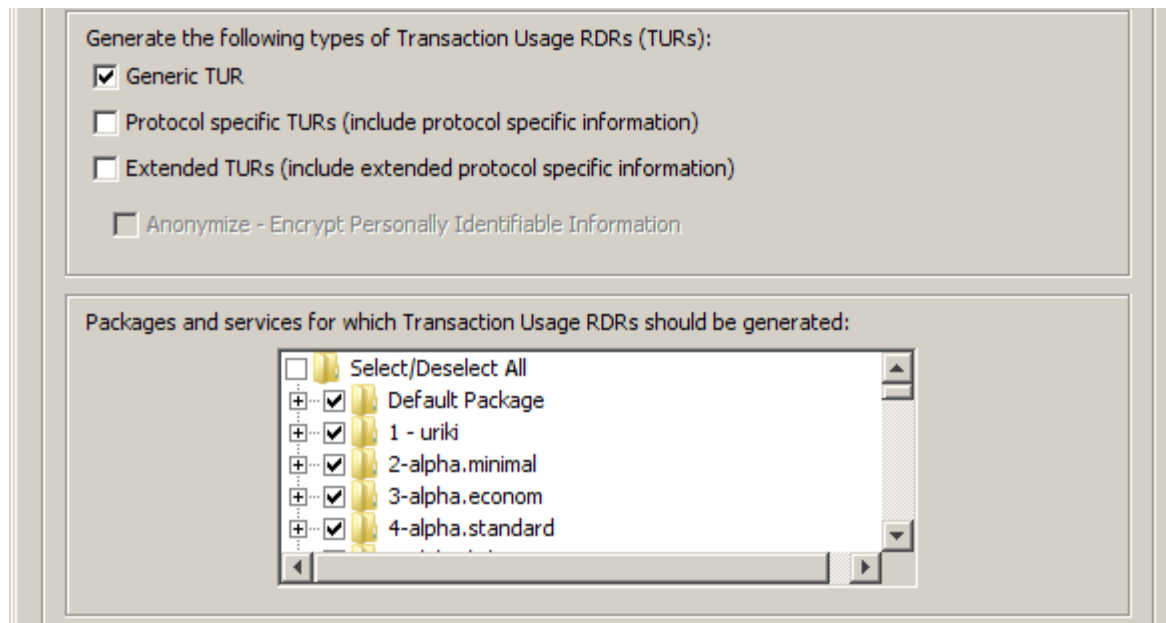 Generate the following types of Transaction Usage RDRs (TURs):
Generic TUR
Protocol specific TURs (include protocol specific information)
Extended TURs (include extended protocol specific information)
Anonymize - Encrypt Personally Identifiable Information
Packages and services for which Transaction Usage RDRs should be generated:
Select/Deselect All
Default Package
1 - uriki
2-alpha.minimal
3-alpha.econom
4-alpha.standard